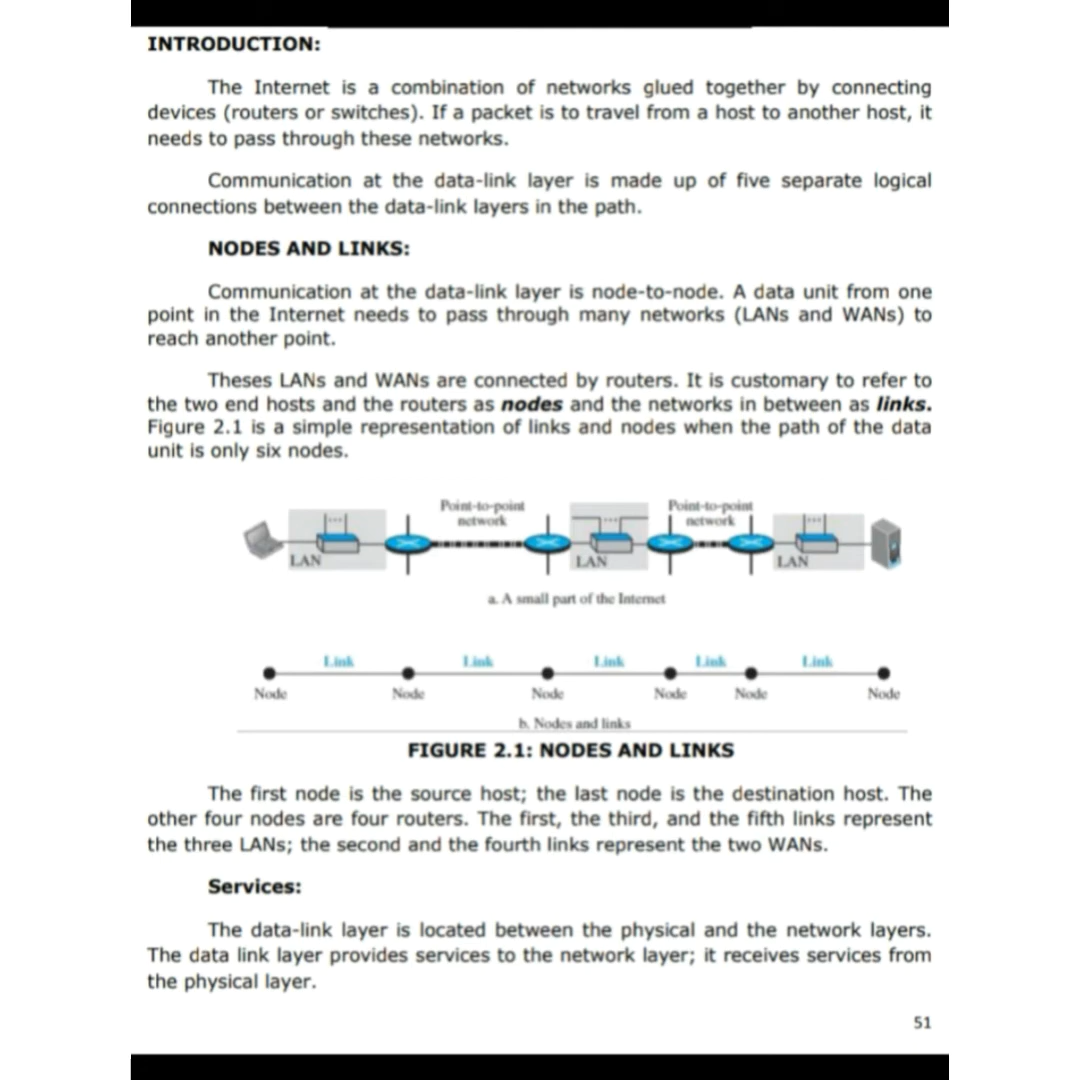 INTRODUCTION:
The Internet is a combination of networks glued together by connecting
devices (routers or switches). If a packet is to travel from a host to another host, it
needs to pass through these networks.
Communication at the data-link layer is made up of five separate logical
connections between the data-link layers in the path.
NODES AND LINKS:
Communication at the data-link layer is node-to-node. A data unit from one
point in the Internet needs to pass through many networks (LANs and WANs) to
reach another point.
Theses LANs and WANs are connected by routers. It is customary to refer to
the two end hosts and the routers as nodes and the networks in between as links.
Figure 2.1 is a simple representation of links and nodes when the path of the data
unit is only six nodes.
Point-to-point Point-to-point
network network
LAN LAN LAN
a. A small part of the Internet
Link Link Link Link Link
Node Node Node Node Node Node
b. Nodes and links
FIGURE 2.1: NODES AND LINKS
The first node is the source host; the last node is the destination host. The
other four nodes are four routers. The first, the third, and the fifth links represent
the three LANs; the second and the fourth links represent the two WANs.
Services:
The data-link layer is located between the physical and the network layers.
The data link layer provides services to the network layer; it receives services from
the physical layer.
51